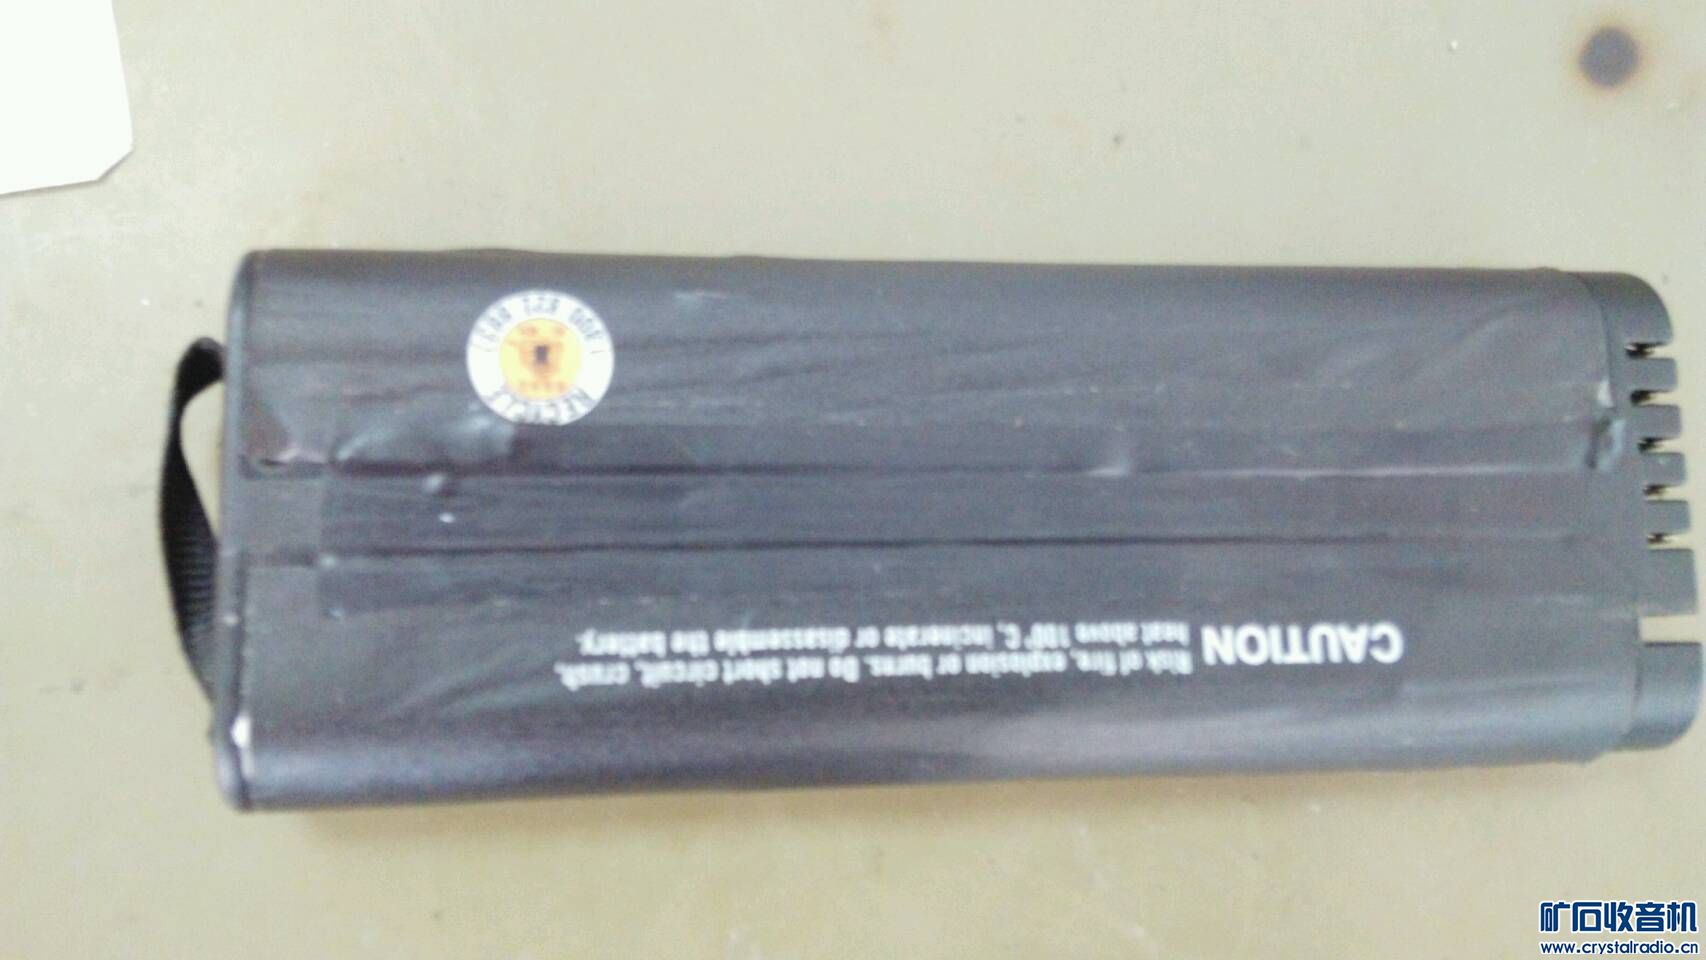 CAUTION
Risk of fire, explosion or burns. Do not short circuit, crush,
heat above 100°C, incinerate or disassemble the battery.
RECYCLE
矿石收音机
www.crystalradio.cn